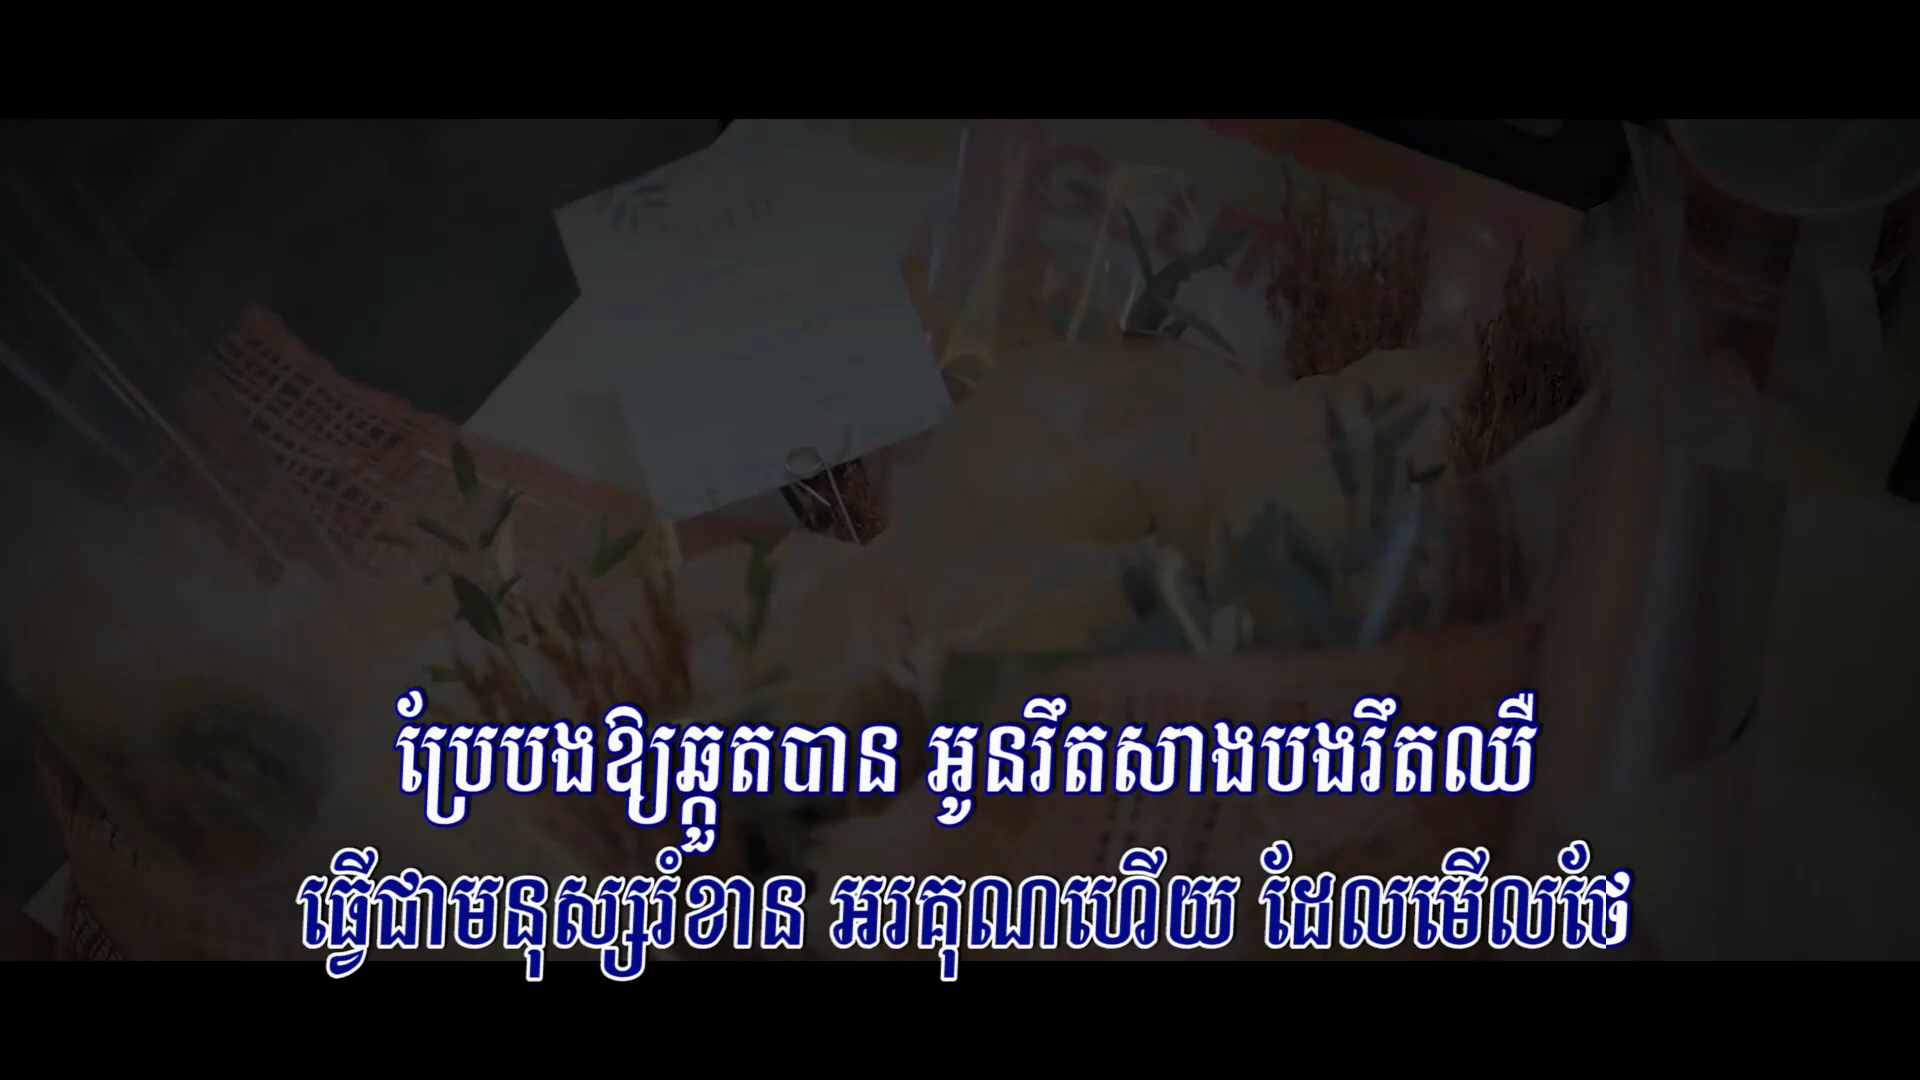 ប្រែបងឱ្យឆ្កួតបាន អូនរឹតសាងបងរឹតឈឺ
ធ្វើជាមនុស្សរំខាន អរគុណហើយ ដែលមើលថែ